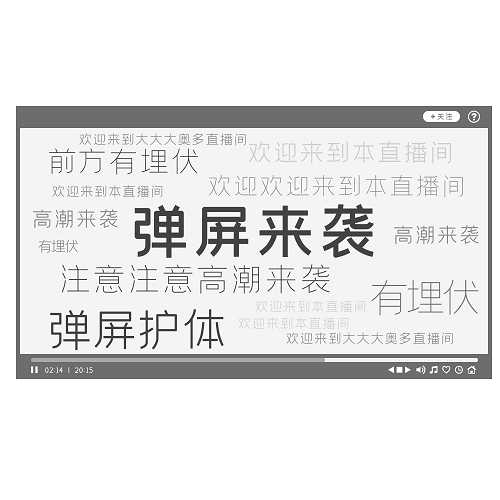 +关注 ?
欢迎来到大大大奥多直播间
前方有埋伏
欢迎来到本直播间
欢迎欢迎来到本直播间
欢迎来到本直播间
高潮来袭
弹屏来袭
高潮来袭
有埋伏
注意注意高潮来袭
有埋伏
欢迎来到本直播间
弹屏护体
欢迎来到本直播间
欢迎来到大大大奥多直播间
02:14 | 20:15